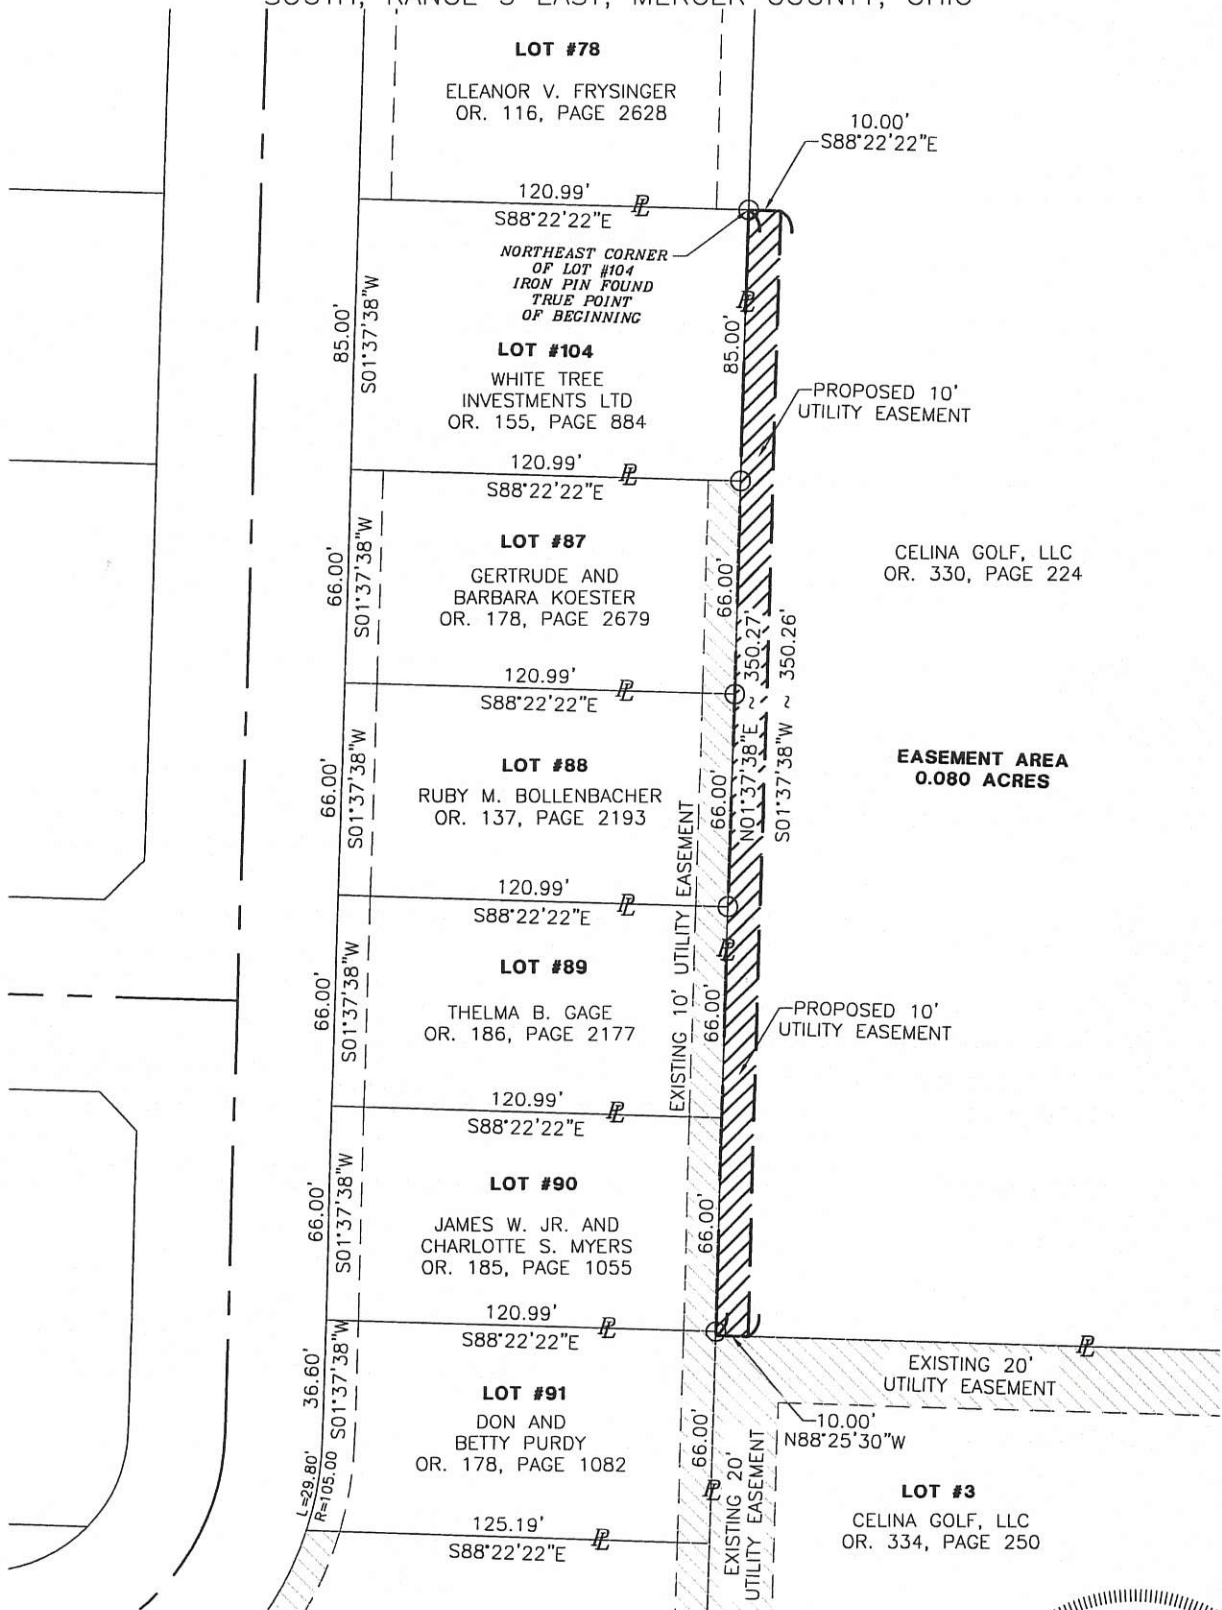 SOUTH, RANGE 3 EAST, MERCER COUNTY, OHIO
LOT #78
ELEANOR V. FRYSINGER
OR. 116, PAGE 2628
10.00'
S88°22'22"E
120.99'
PL
S88°22'22"E
NORTHEAST CORNER
OF LOT #104
IRON PIN FOUND
TRUE POINT
OF BEGINNING
PL
85.00'
S01°37'38"W
85.00'
LOT #104
WHITE TREE
INVESTMENTS LTD
OR. 155, PAGE 884
PROPOSED 10'
UTILITY EASEMENT
120.99'
PL
S88°22'22"E
66.00'
S01°37'38"W
LOT #87
GERTRUDE AND
BARBARA KOESTER
OR. 178, PAGE 2679
66.00'
CELINA GOLF, LLC
OR. 330, PAGE 224
N01°37'38"E ~ 350.27'
S01°37'38"W ~ 350.26'
120.99'
PL
S88°22'22"E
66.00'
S01°37'38"W
LOT #88
RUBY M. BOLLENBACHER
OR. 137, PAGE 2193
66.00'
EASEMENT AREA
0.080 ACRES
EXISTING 10' UTILITY EASEMENT
120.99'
PL
S88°22'22"E
PL
66.00'
S01°37'38"W
LOT #89
THELMA B. GAGE
OR. 186, PAGE 2177
66.00'
PROPOSED 10'
UTILITY EASEMENT
120.99'
PL
S88°22'22"E
66.00'
S01°37'38"W
LOT #90
JAMES W. JR. AND
CHARLOTTE S. MYERS
OR. 185, PAGE 1055
66.00'
120.99'
PL
S88°22'22"E
PL
EXISTING 20'
UTILITY EASEMENT
36.60'
S01°37'38"W
LOT #91
DON AND
BETTY PURDY
OR. 178, PAGE 1082
66.00'
PL
10.00'
N88°25'30"W
L=29.80'
R=105.00
EXISTING 20'
UTILITY EASEMENT
LOT #3
CELINA GOLF, LLC
OR. 334, PAGE 250
125.19'
PL
S88°22'22"E